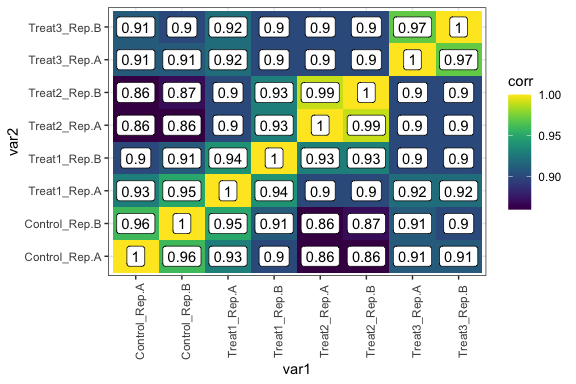 Treat3_Rep.B 0.91 0.9 0.92 0.9 0.9 0.9 0.97 1
Treat3_Rep.A 0.91 0.91 0.92 0.9 0.9 0.9 1 0.97
Treat2_Rep.B 0.86 0.87 0.9 0.93 0.99 1 0.9 0.9
Treat2_Rep.A 0.86 0.86 0.9 0.93 1 0.99 0.9 0.9
Treat1_Rep.B 0.9 0.91 0.94 1 0.93 0.93 0.9 0.9
Treat1_Rep.A 0.93 0.95 1 0.94 0.9 0.9 0.92 0.92
Control_Rep.B 0.96 1 0.95 0.91 0.86 0.87 0.91 0.9
Control_Rep.A 1 0.96 0.93 0.9 0.86 0.86 0.91 0.91
var2
Control_Rep.A
Control_Rep.B
Treat1_Rep.A
Treat1_Rep.B
Treat2_Rep.A
Treat2_Rep.B
Treat3_Rep.A
Treat3_Rep.B
var1
corr
1.00
0.95
0.90